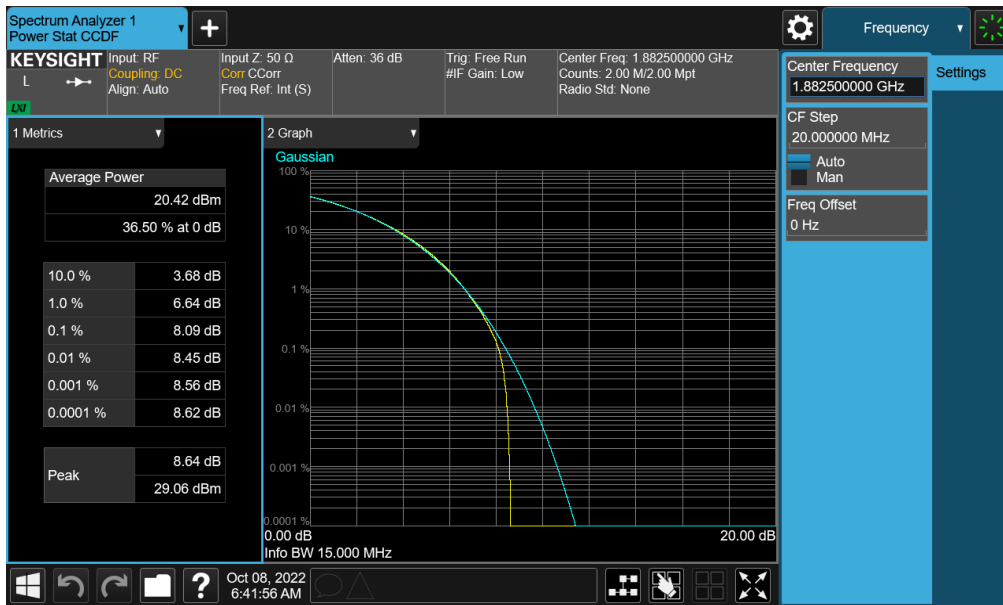 Spectrum Analyzer 1
Power Stat CCDF
+
Frequency
KEYSIGHT
L
LXI
Input: RF
Coupling: DC
Align: Auto
Input Z: 50 Ω
Corr CCorr
Freq Ref: Int (S)
Atten: 36 dB
Trig: Free Run
#IF Gain: Low
Center Freq: 1.882500000 GHz
Counts: 2.00 M/2.00 Mpt
Radio Std: None
Center Frequency
1.882500000 GHz
Settings
CF Step
20.000000 MHz
Auto
Man
Freq Offset
0 Hz
1 Metrics
Average Power
20.42 dBm
36.50 % at 0 dB
10.0 % 3.68 dB
1.0 % 6.64 dB
0.1 % 8.09 dB
0.01 % 8.45 dB
0.001 % 8.56 dB
0.0001 % 8.62 dB
Peak
8.64 dB
29.06 dBm
2 Graph
Gaussian
100 %
10 %
1 %
0.1 %
0.01 %
0.001 %
0.0001 %
0.00 dB 20.00 dB
Info BW 15.000 MHz
?
Oct 08, 2022
6:41:56 AM